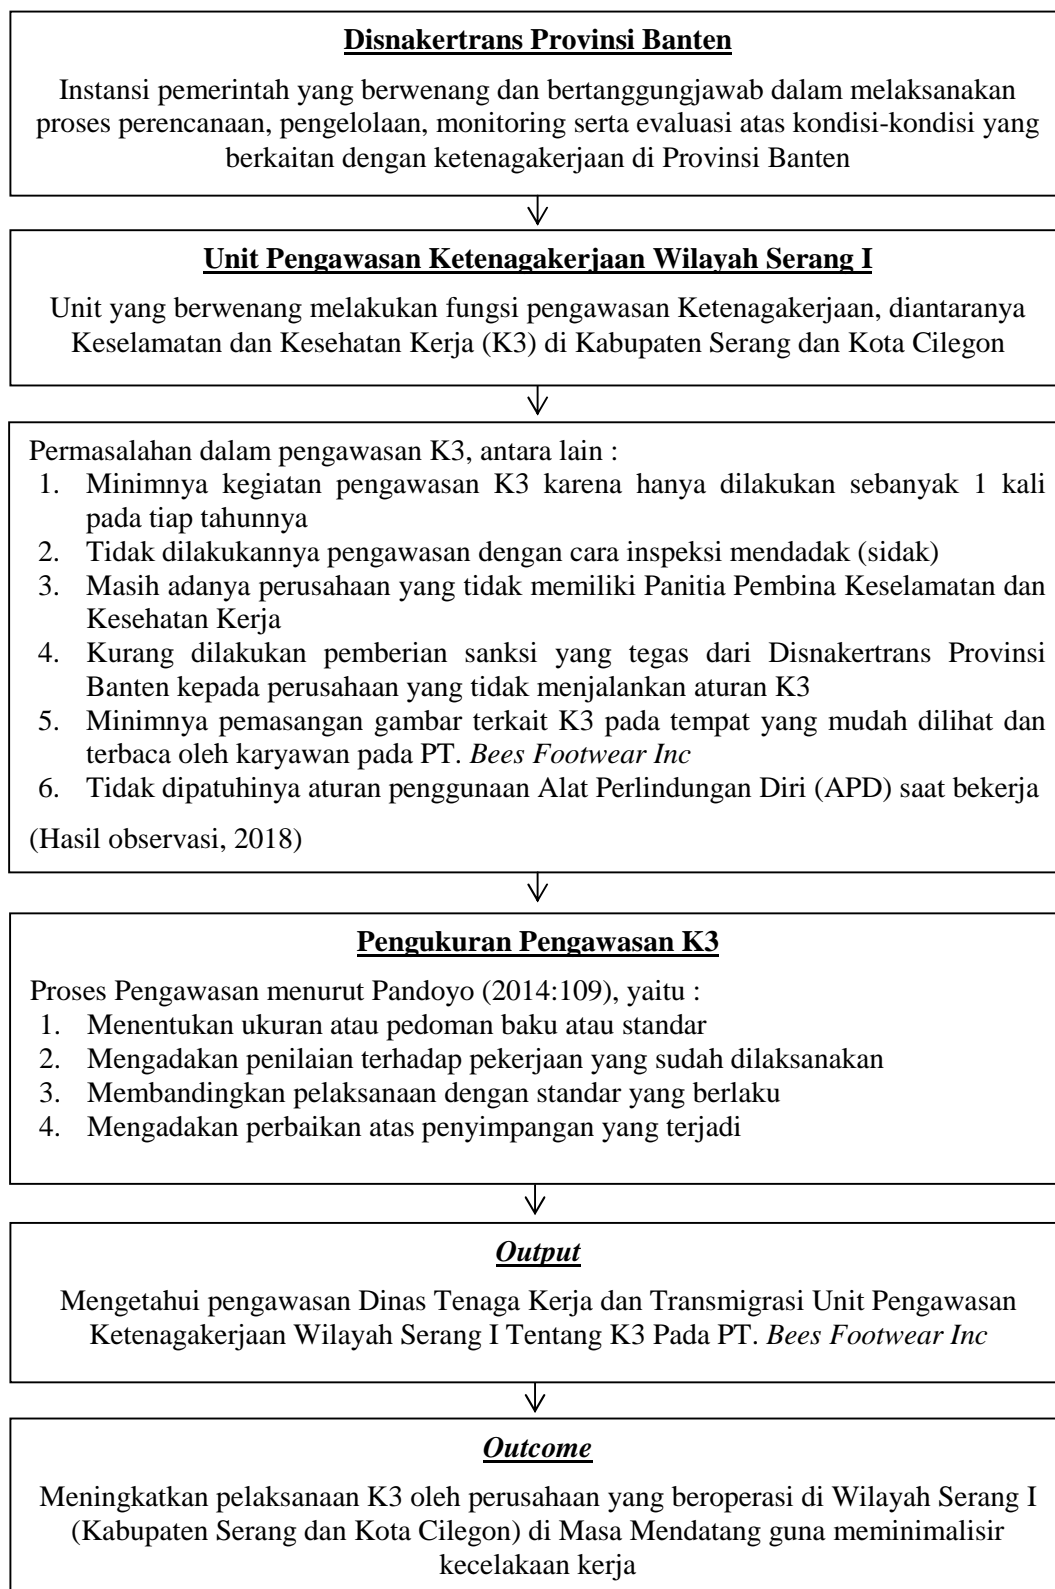 Disnakertrans Provinsi Banten
Instansi pemerintah yang berwenang dan bertanggungjawab dalam melaksanakan
proses perencanaan, pengelolaan, monitoring serta evaluasi atas kondisi-kondisi yang
berkaitan dengan ketenagakerjaan di Provinsi Banten
Unit Pengawasan Ketenagakerjaan Wilayah Serang I
Unit yang berwenang melakukan fungsi pengawasan Ketenagakerjaan, diantaranya
Keselamatan dan Kesehatan Kerja (K3) di Kabupaten Serang dan Kota Cilegon
Permasalahan dalam pengawasan K3, antara lain :
1. Minimnya kegiatan pengawasan K3 karena hanya dilakukan sebanyak 1 kali
pada tiap tahunnya
2. Tidak dilakukannya pengawasan dengan cara inspeksi mendadak (sidak)
3. Masih adanya perusahaan yang tidak memiliki Panitia Pembina Keselamatan dan
Kesehatan Kerja
4. Kurang dilakukan pemberian sanksi yang tegas dari Disnakertrans Provinsi
Banten kepada perusahaan yang tidak menjalankan aturan K3
5. Minimnya pemasangan gambar terkait K3 pada tempat yang mudah dilihat dan
terbaca oleh karyawan pada PT. Bees Footwear Inc
6. Tidak dipatuhinya aturan penggunaan Alat Perlindungan Diri (APD) saat bekerja
(Hasil observasi, 2018)
Pengukuran Pengawasan K3
Proses Pengawasan menurut Pandoyo (2014:109), yaitu :
1. Menentukan ukuran atau pedoman baku atau standar
2. Mengadakan penilaian terhadap pekerjaan yang sudah dilaksanakan
3. Membandingkan pelaksanaan dengan standar yang berlaku
4. Mengadakan perbaikan atas penyimpangan yang terjadi
Output
Mengetahui pengawasan Dinas Tenaga Kerja dan Transmigrasi Unit Pengawasan
Ketenagakerjaan Wilayah Serang I Tentang K3 Pada PT. Bees Footwear Inc
Outcome
Meningkatkan pelaksanaan K3 oleh perusahaan yang beroperasi di Wilayah Serang I
(Kabupaten Serang dan Kota Cilegon) di Masa Mendatang guna meminimalisir
kecelakaan kerja